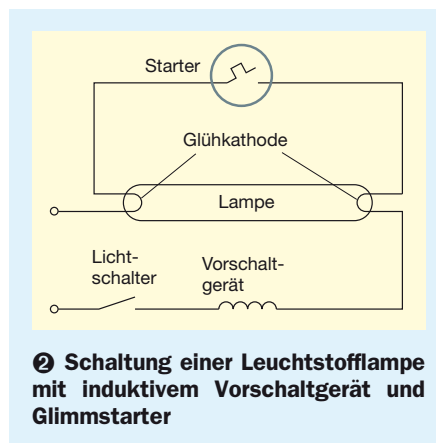 Starter
Glühkathode
Lampe
Licht-
schalter
Vorschalt-
gerät
❷ Schaltung einer Leuchtstofflampe
mit induktivem Vorschaltgerät und
Glimmstarter